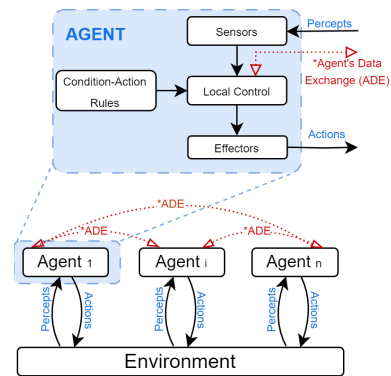 AGENT
Sensors
Percepts
*Agent's Data
Exchange (ADE)
Condition-Action
Rules
Local Control
Effectors
Actions
*ADE
*ADE
*ADE
Agent 1
Agent i
Agent n
Percepts
Actions
Percepts
Actions
Percepts
Actions
Environment